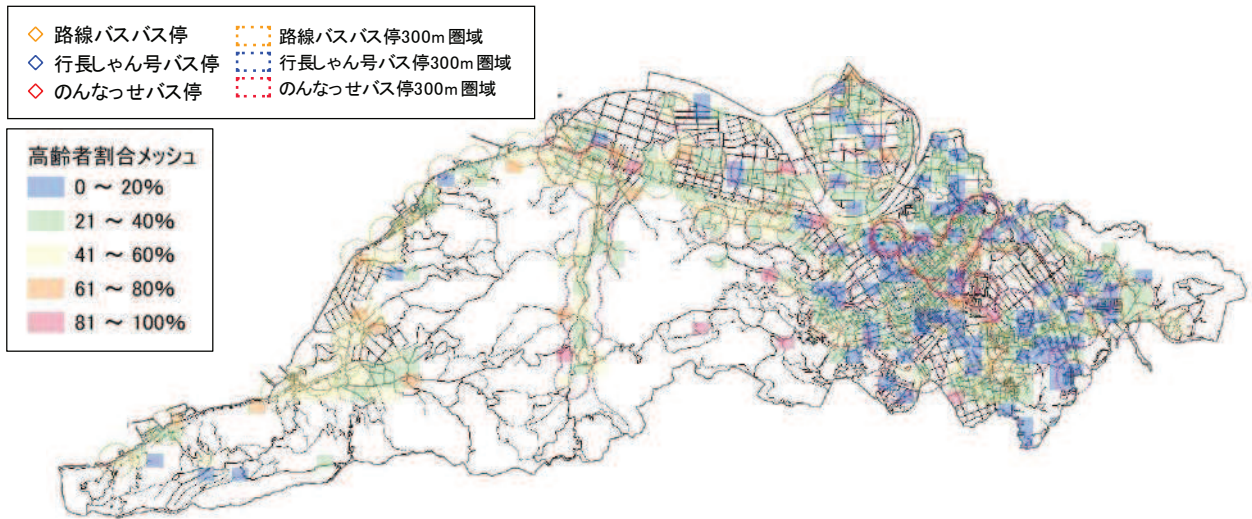 路線バスバス停
行長しゃん号バス停
のんなっせバス停
路線バスバス停300m圏域
行長しゃん号バス停300m圏域
のんなっせバス停300m圏域
高齢者割合メッシュ
0 ～ 20%
21 ～ 40%
41 ～ 60%
61 ～ 80%
81 ～ 100%